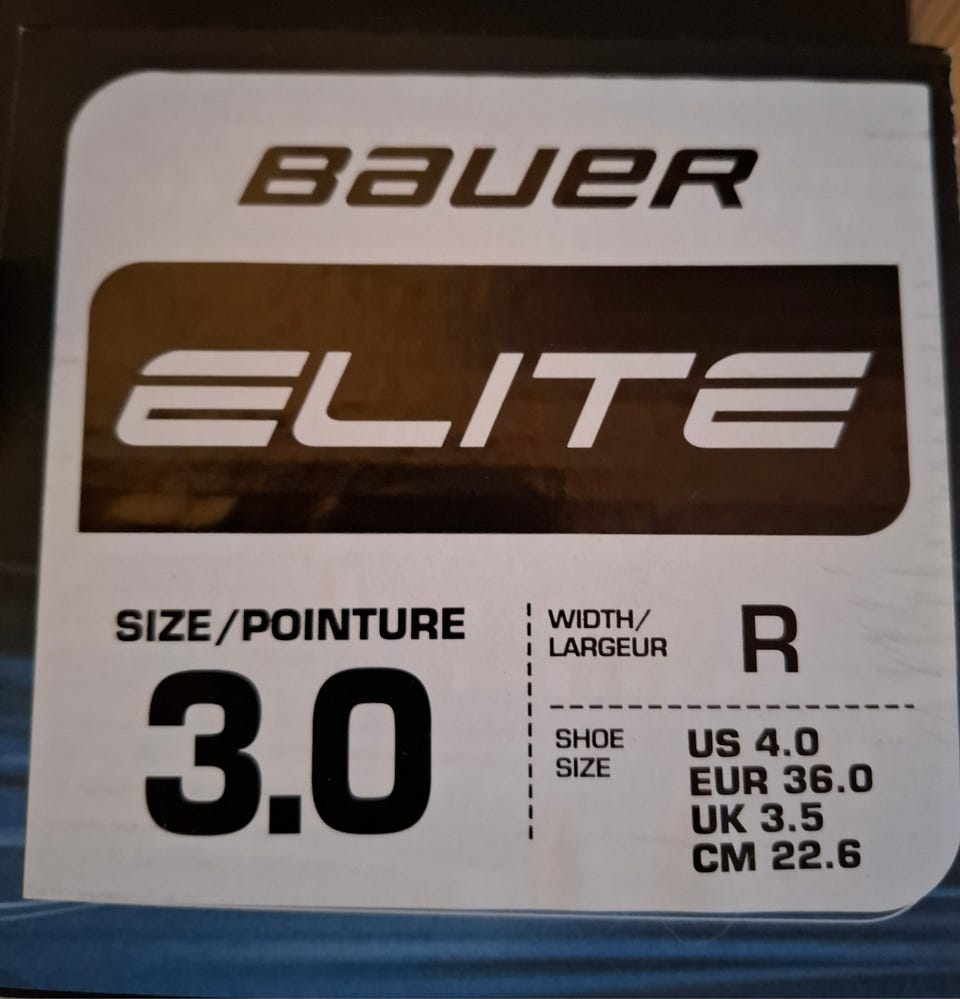 BAUER
ELITE
SIZE/POINTURE
3.0
WIDTH/
LARGEUR
R
SHOE
SIZE
US 4.0
EUR 36.0
UK 3.5
CM 22.6